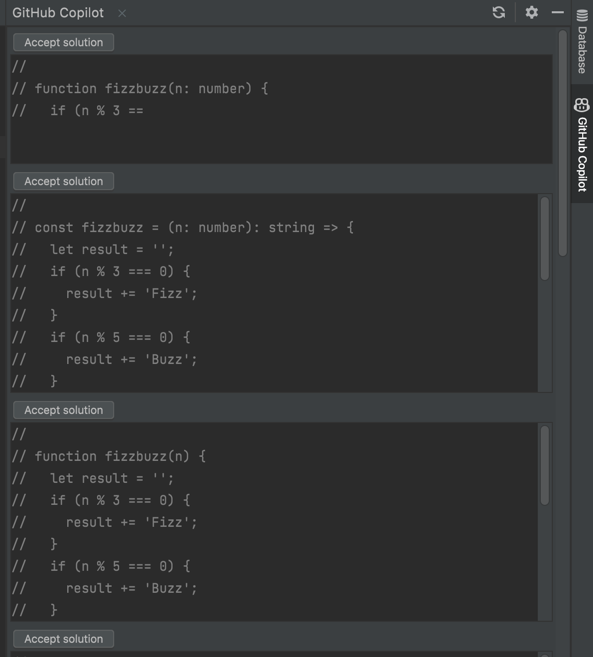 GitHub Copilot
Accept solution
//
// function fizzbuzz(n: number) {
//   if (n % 3 ==
Accept solution
//
// const fizzbuzz = (n: number): string => {
//   let result = '';
//   if (n % 3 === 0) {
//     result += 'Fizz';
//   }
//   if (n % 5 === 0) {
//     result += 'Buzz';
//   }
Accept solution
//
// function fizzbuzz(n) {
//   let result = '';
//   if (n % 3 === 0) {
//     result += 'Fizz';
//   }
//   if (n % 5 === 0) {
//     result += 'Buzz';
//   }
Accept solution
Database
GitHub Copilot